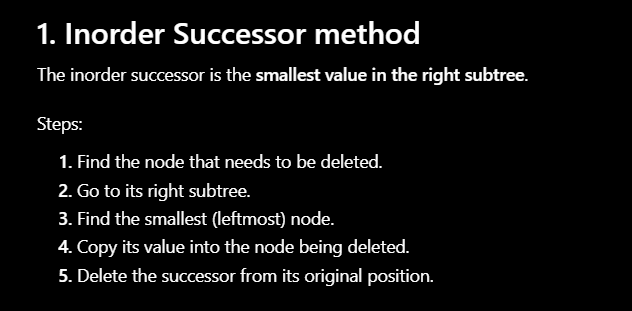 1. Inorder Successor method
The inorder successor is the smallest value in the right subtree.
Steps:
1. Find the node that needs to be deleted.
2. Go to its right subtree.
3. Find the smallest (leftmost) node.
4. Copy its value into the node being deleted.
5. Delete the successor from its original position.